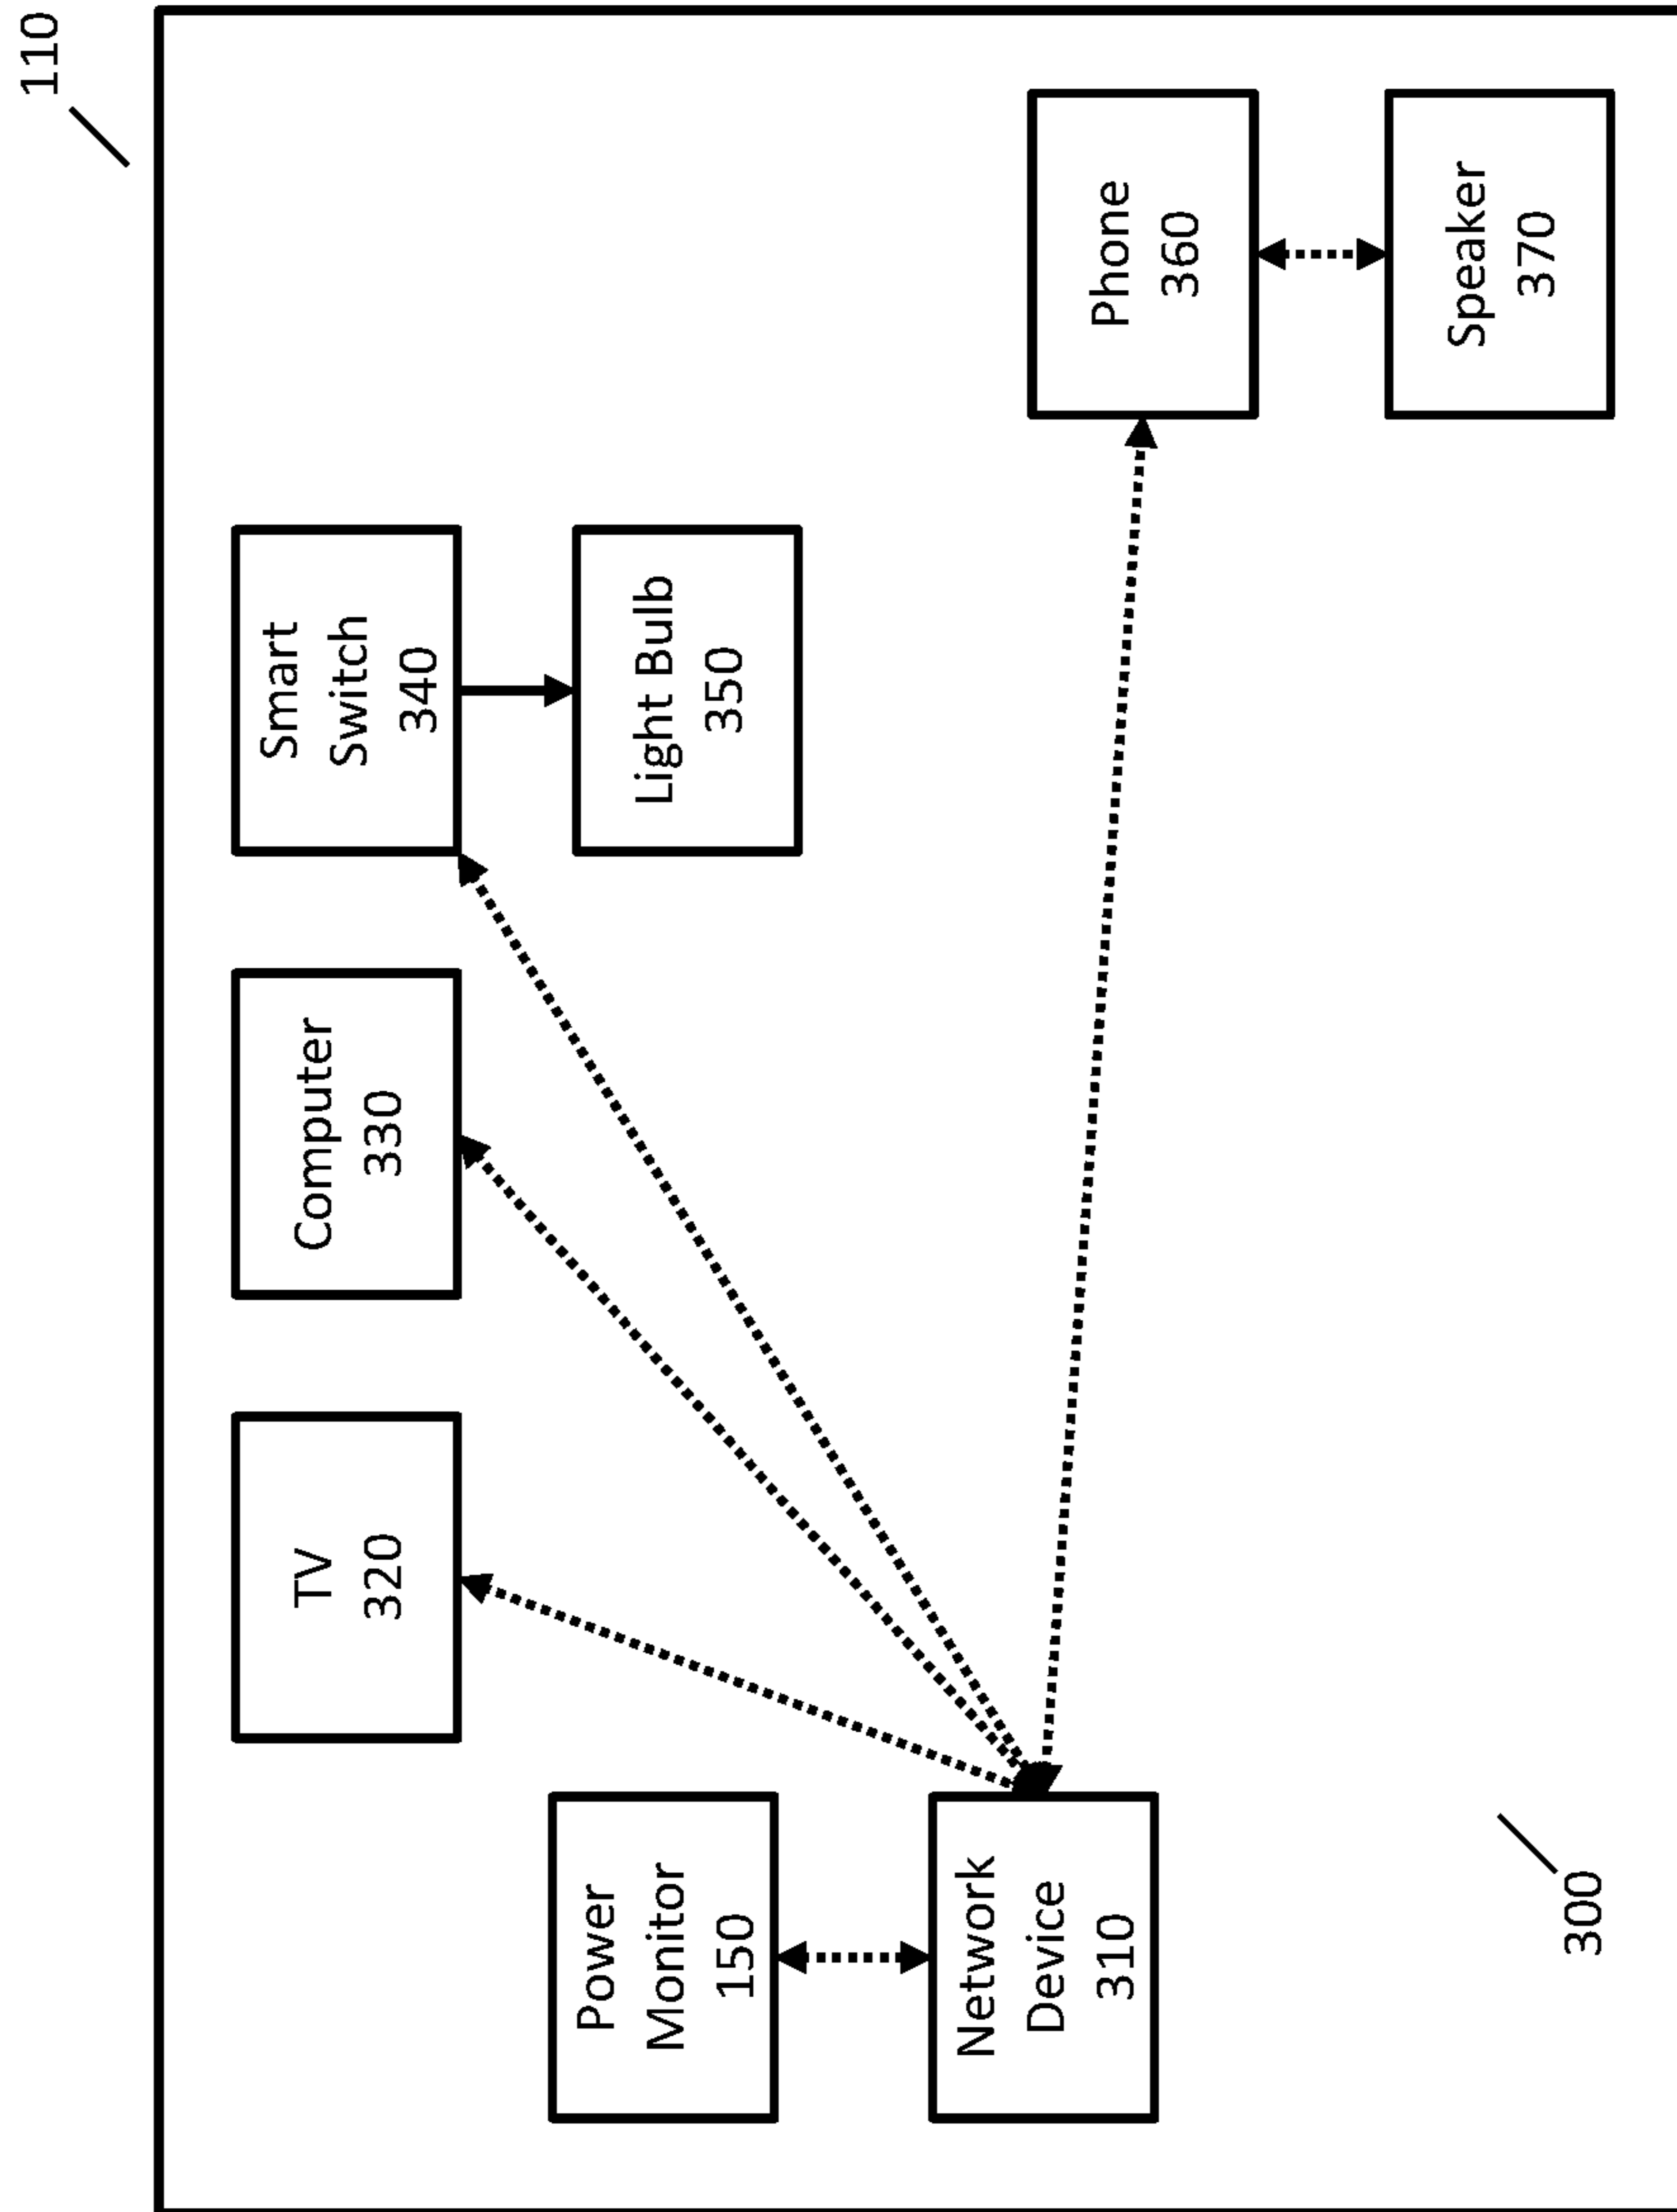 110
Power
Monitor
150
Network
Device
310
TV
320
Computer
330
Smart
Switch
340
Light Bulb
350
Phone
360
Speaker
370
300